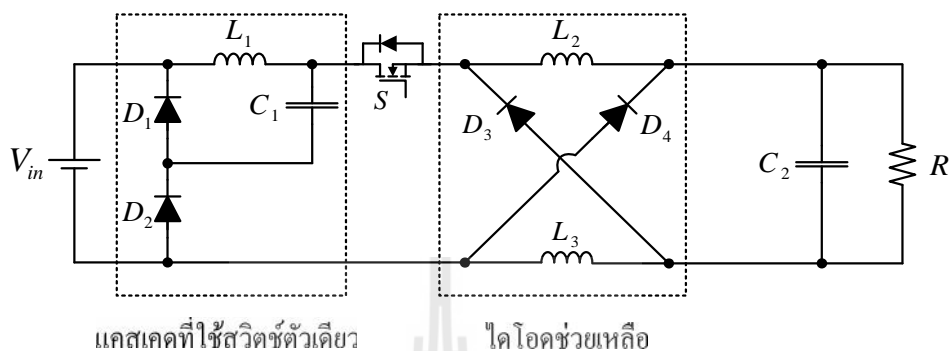 L₁
L₂
C₁
S
D₁
D₃
D₄
Vᵢₙ
C₂
R
D₂
L₃
แคสเคดที่ใช้สวิตช์ตัวเดียว
ไดโอดช่วยเหลือ